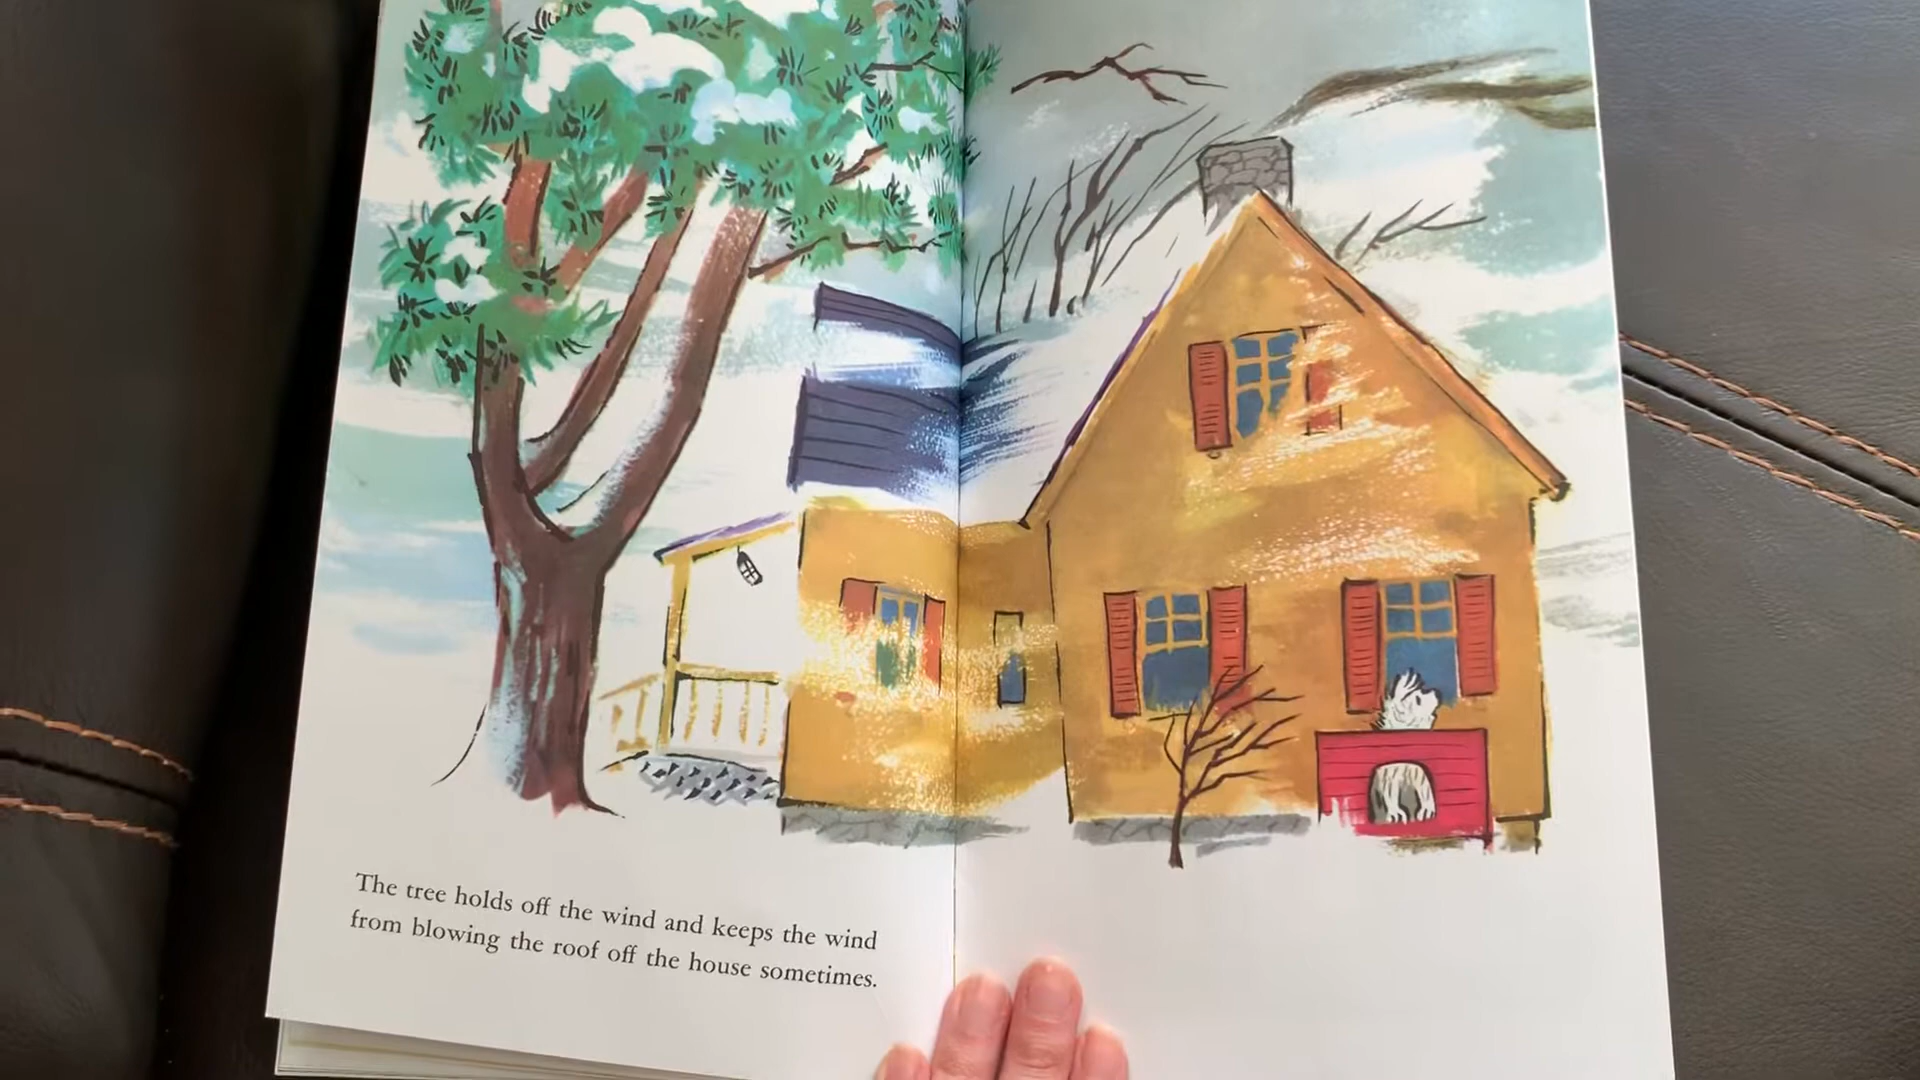 The tree holds off the wind and keeps the wind
from blowing the roof off the house sometimes.